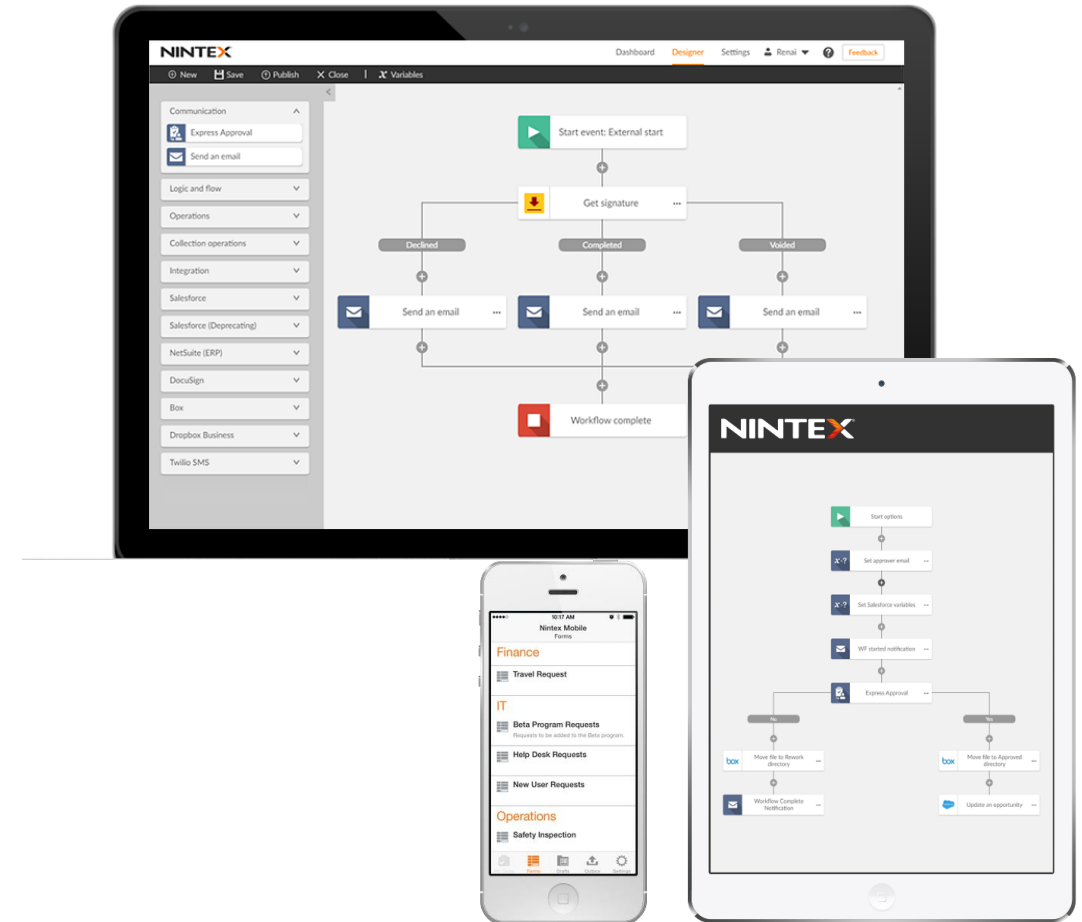 NINTEX
Dashboard Designer Settings Renai Feedback
New Save Publish Close Variables
Communication
Express Approval
Send an email
Logic and flow
Operations
Collection operations
Integration
Salesforce
Salesforce (Deprecating)
NetSuite (ERP)
DocuSign
Box
Dropbox Business
Twilio SMS
Start event: External start
Get signature
Declined Completed Voided
Send an email Send an email Send an email
Workflow complete
NINTEX
Start options
Set approver email
Set Salesforce variables
WF started notification
Express Approval
No Yes
box Move file to Rework
directory
box Move file to Approved
directory
Workflow Complete
Notification
Update an opportunity
10:17 AM
Nintex Mobile
Forms
Finance
Travel Request
IT
Beta Program Requests
Requests to be added to the Beta program.
Help Desk Requests
New User Requests
Operations
Safety Inspection
Forms Drafts Outbox Settings